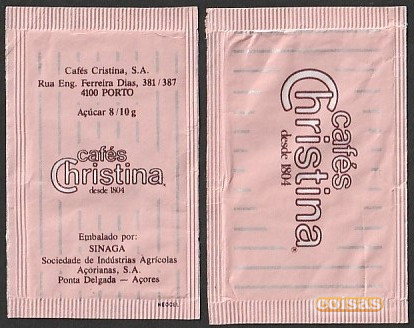 Cafés Cristina, S.A.
Rua Eng. Ferreira Dias, 381/387
4100 PORTO
Açúcar 8/10 g
cafés
Christina
desde 1804
Embalado por:
SINAGA
Sociedade de Indústrias Agrícolas
Açorianas, S.A.
Ponta Delgada — Açores
cafés
Christina
desde 1804
coisas